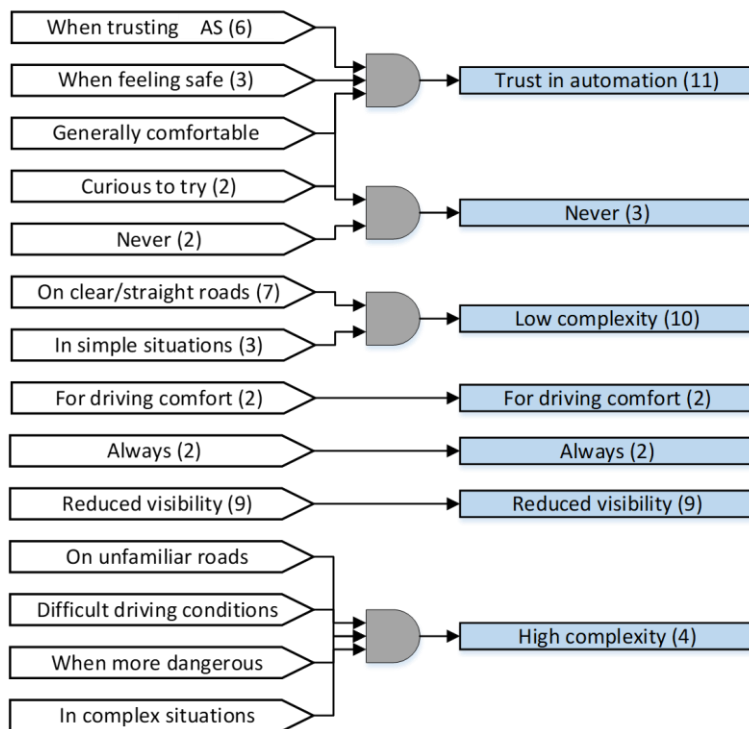 When trusting AS (6)
When feeling safe (3)
Trust in automation (11)
Generally comfortable
Curious to try (2)
Never (2)
Never (3)
On clear/straight roads (7)
In simple situations (3)
Low complexity (10)
For driving comfort (2)
For driving comfort (2)
Always (2)
Always (2)
Reduced visibility (9)
Reduced visibility (9)
On unfamiliar roads
Difficult driving conditions
When more dangerous
In complex situations
High complexity (4)